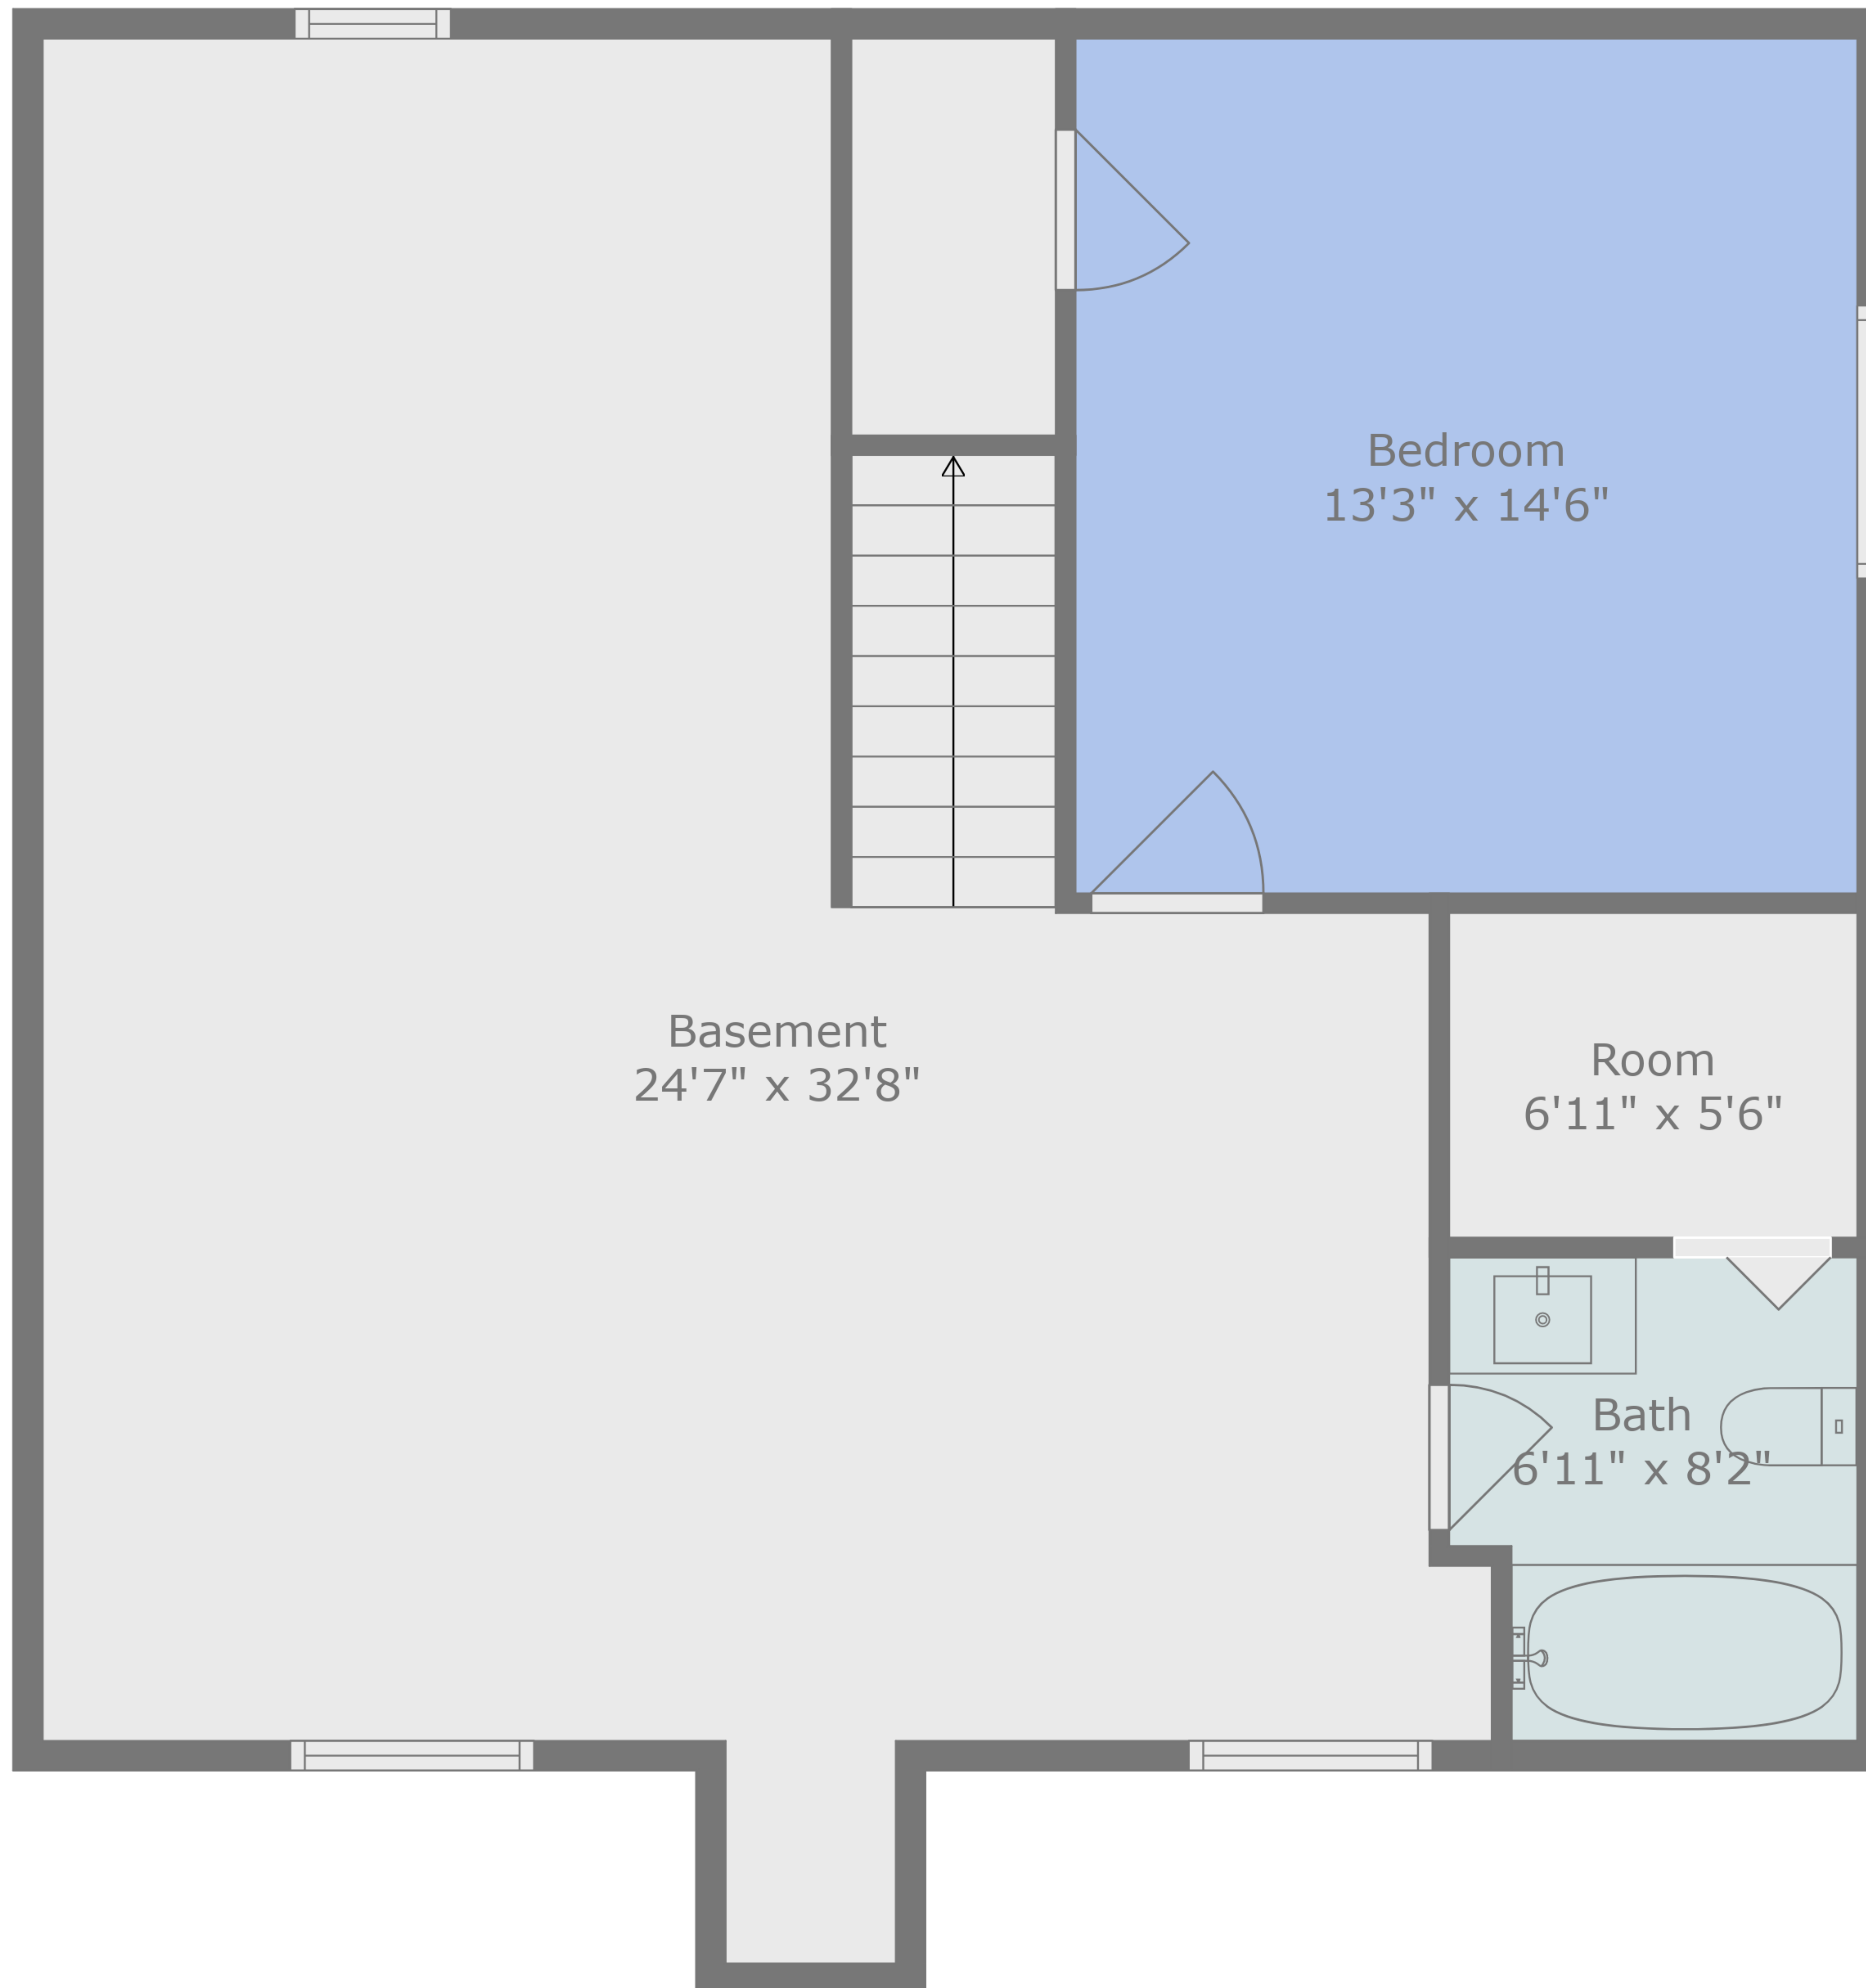 Bedroom
13'3" x 14'6"
Basement
24'7" x 32'8"
Room
6'11" x 5'6"
Bath
6'11" x 8'2"